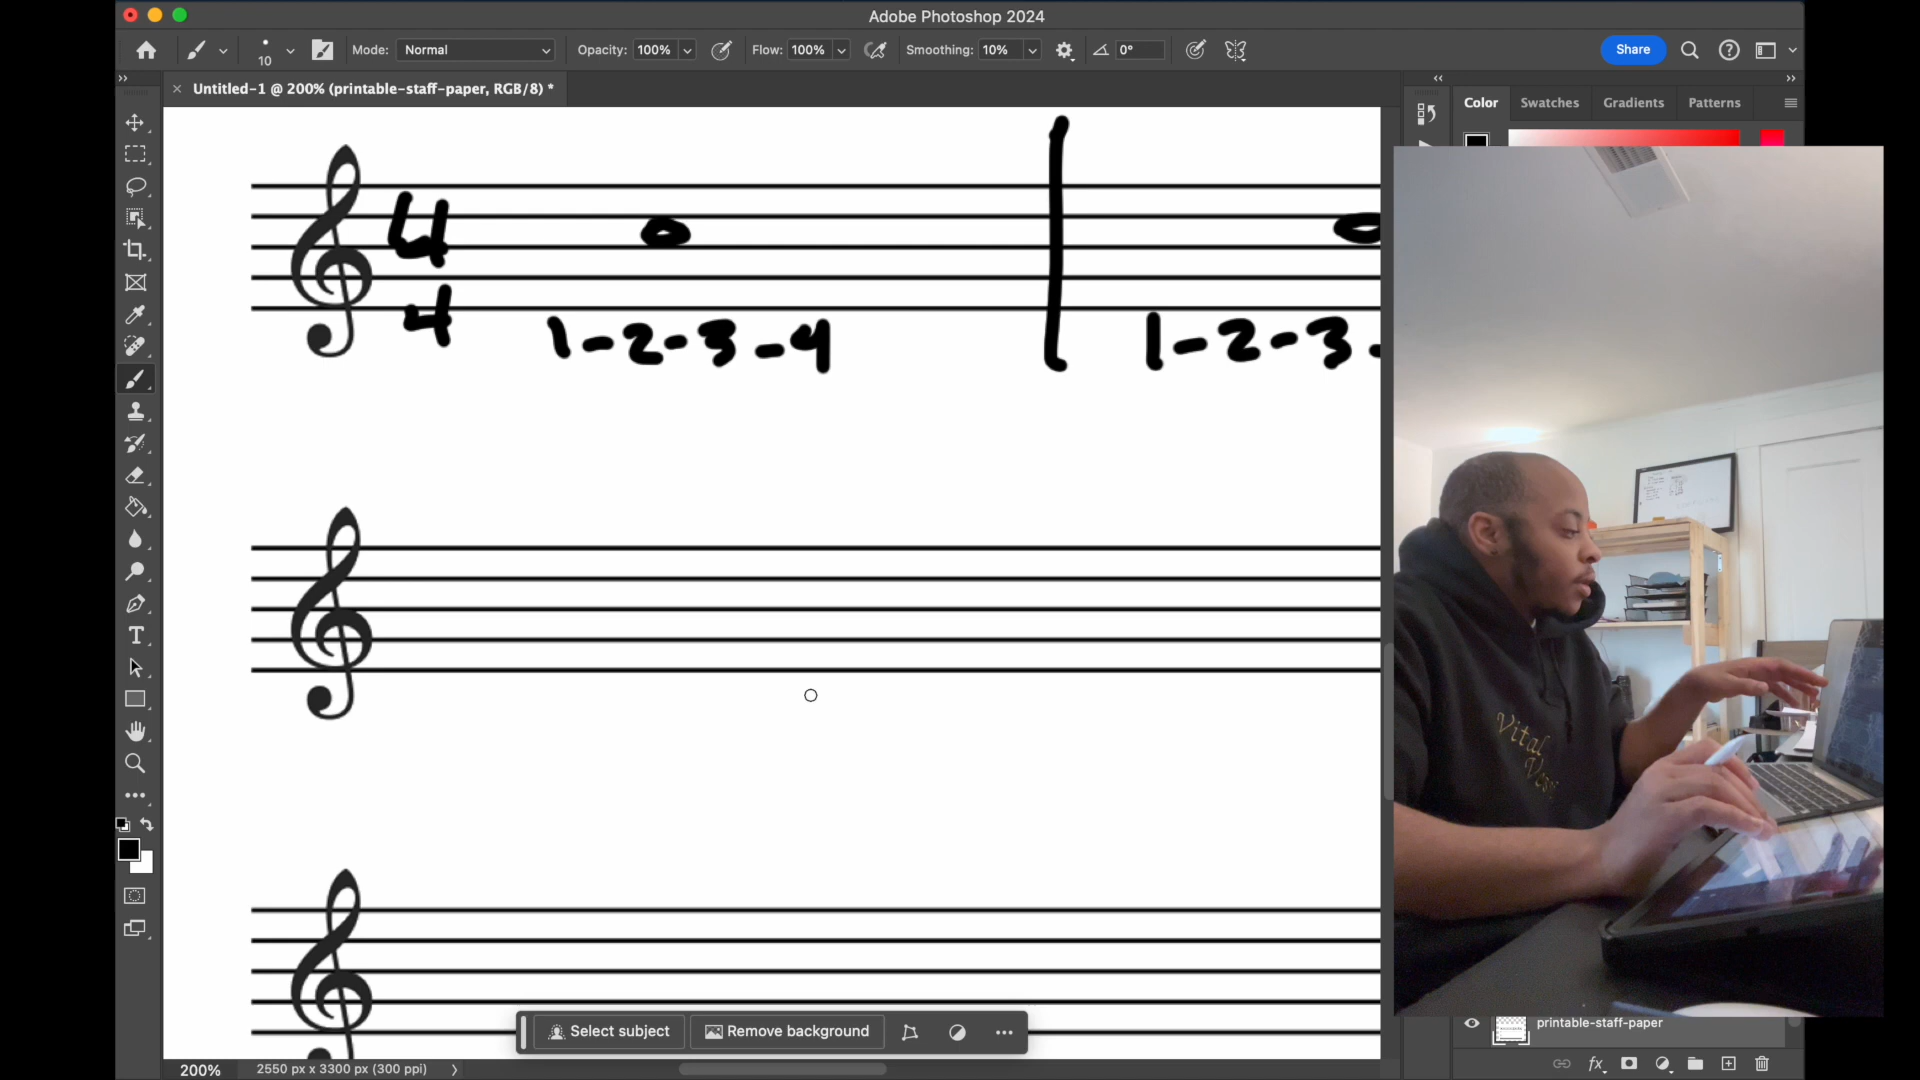 Adobe Photoshop 2024
10 Mode: Normal Opacity: 100% Flow: 100% Smoothing: 10% 0° Share
× Untitled-1 @ 200% (printable-staff-paper, RGB/8) *
Color Swatches Gradients Patterns
4
4
1-2-3-4 1-2-3-
Vital
Select subject Remove background
printable-staff-paper
200% 2550 px x 3300 px (300 ppi)
fx